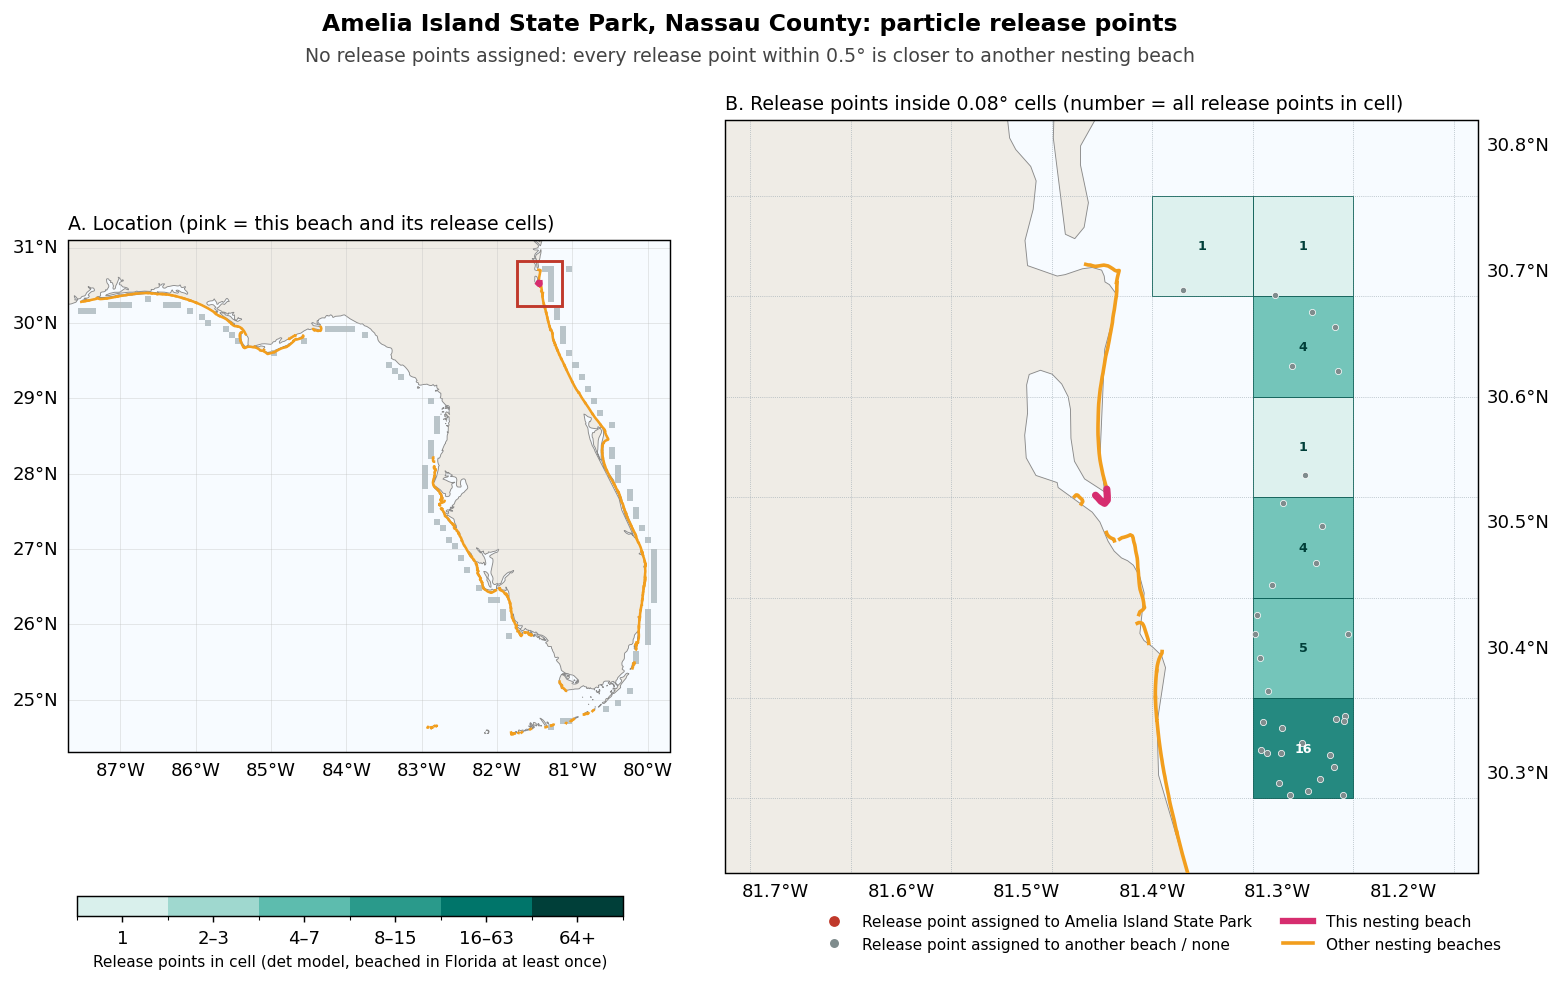 Amelia Island State Park, Nassau County: particle release points
No release points assigned: every release point within 0.5° is closer to another nesting beach
A. Location (pink = this beach and its release cells)
31°N
30°N
29°N
28°N
27°N
26°N
25°N
87°W 86°W 85°W 84°W 83°W 82°W 81°W 80°W
B. Release points inside 0.08° cells (number = all release points in cell)
1 1
4
1
4
5
16
30.8°N
30.7°N
30.6°N
30.5°N
30.4°N
30.3°N
81.7°W 81.6°W 81.5°W 81.4°W 81.3°W 81.2°W
1 2–3 4–7 8–15 16–63 64+
Release points in cell (det model, beached in Florida at least once)
Release point assigned to Amelia Island State Park
Release point assigned to another beach / none
This nesting beach
Other nesting beaches